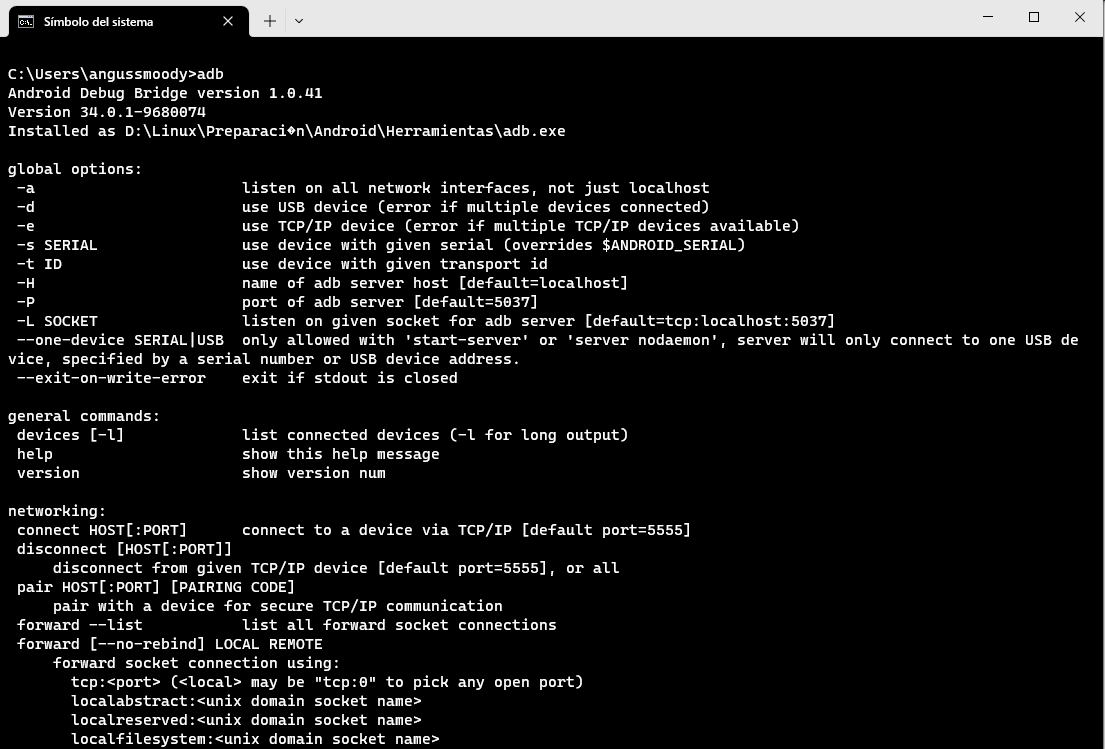 Símbolo del sistema
C:\Users\angussmoody>adb
Android Debug Bridge version 1.0.41
Version 34.0.1-9680074
Installed as D:\Linux\Preparaci�n\Android\Herramientas\adb.exe
global options:
-a listen on all network interfaces, not just localhost
-d use USB device (error if multiple devices connected)
-e use TCP/IP device (error if multiple TCP/IP devices available)
-s SERIAL use device with given serial (overrides $ANDROID_SERIAL)
-t ID use device with given transport id
-H name of adb server host [default=localhost]
-P port of adb server [default=5037]
-L SOCKET listen on given socket for adb server [default=tcp:localhost:5037]
--one-device SERIAL|USB only allowed with 'start-server' or 'server nodaemon', server will only connect to one USB de
vice, specified by a serial number or USB device address.
--exit-on-write-error exit if stdout is closed
general commands:
devices [-l] list connected devices (-l for long output)
help show this help message
version show version num
networking:
connect HOST[:PORT] connect to a device via TCP/IP [default port=5555]
disconnect [HOST[:PORT]]
disconnect from given TCP/IP device [default port=5555], or all
pair HOST[:PORT] [PAIRING CODE]
pair with a device for secure TCP/IP communication
forward --list list all forward socket connections
forward [--no-rebind] LOCAL REMOTE
forward socket connection using:
tcp:<port> (<local> may be "tcp:0" to pick any open port)
localabstract:<unix domain socket name>
localreserved:<unix domain socket name>
localfilesystem:<unix domain socket name>